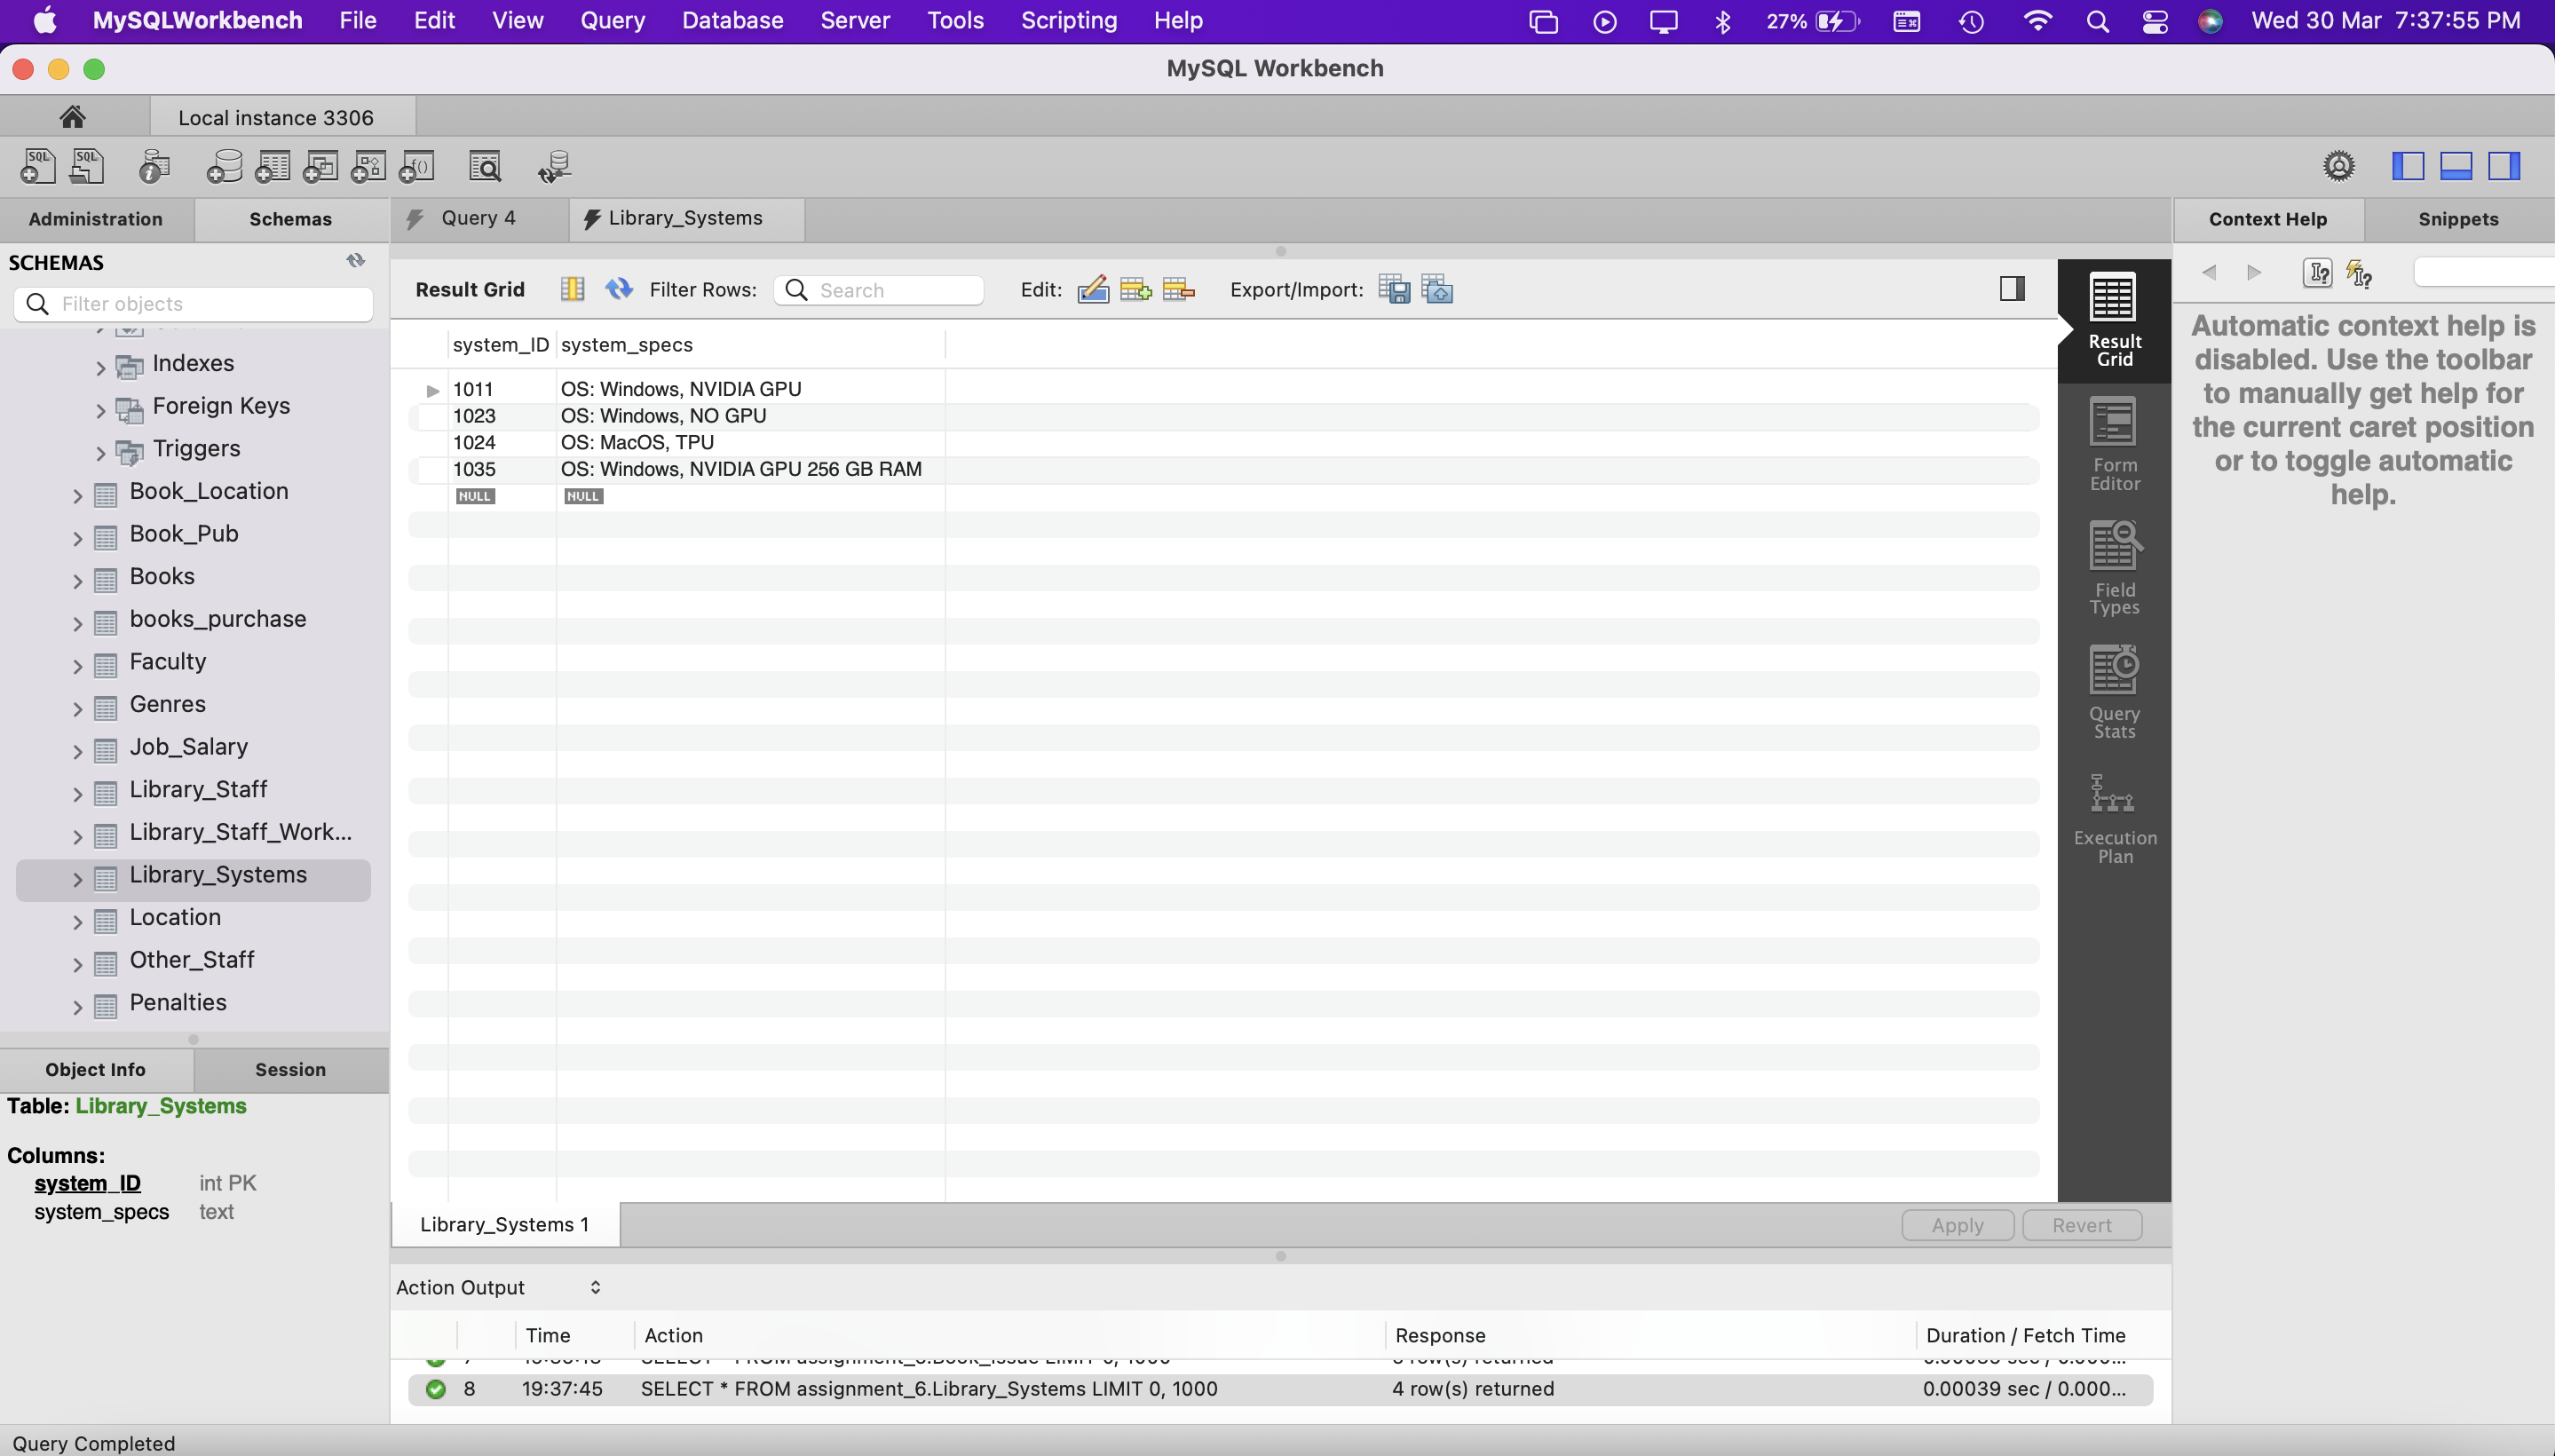 MySQLWorkbench File Edit View Query Database Server Tools Scripting Help 27% Wed 30 Mar 7:37:55 PM
MySQL Workbench
Local instance 3306
Administration Schemas
SCHEMAS
Filter objects
Indexes
Foreign Keys
Triggers
Book_Location
Book_Pub
Books
books_purchase
Faculty
Genres
Job_Salary
Library_Staff
Library_Staff_Work...
Library_Systems
Location
Other_Staff
Penalties
Object Info Session
Table: Library_Systems
Columns:
system_ID int PK
system_specs text
Query 4 Library_Systems
Result Grid Filter Rows: Search Edit: Export/Import:
system_ID system_specs
1011 OS: Windows, NVIDIA GPU
1023 OS: Windows, NO GPU
1024 OS: MacOS, TPU
1035 OS: Windows, NVIDIA GPU 256 GB RAM
NULL NULL
Result
Grid
Form
Editor
Field
Types
Query
Stats
Execution
Plan
Library_Systems 1 Apply Revert
Action Output
Time Action Response Duration / Fetch Time
8 19:37:45 SELECT * FROM assignment_6.Library_Systems LIMIT 0, 1000 4 row(s) returned 0.00039 sec / 0.000...
Context Help Snippets
Automatic context help is
disabled. Use the toolbar
to manually get help for
the current caret position
or to toggle automatic
help.
Query Completed